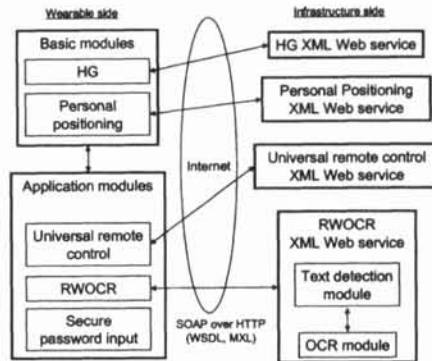 Wearable side
Infrastructure side
Basic modules
HG
Personal
positioning
Application modules
Universal remote
control
RWOCR
Secure
password input
Internet
SOAP over HTTP
(WSDL, MXL)
HG XML Web service
Personal Positioning
XML Web service
Universal remote control
XML Web service
RWOCR
XML Web service
Text detection
module
OCR module